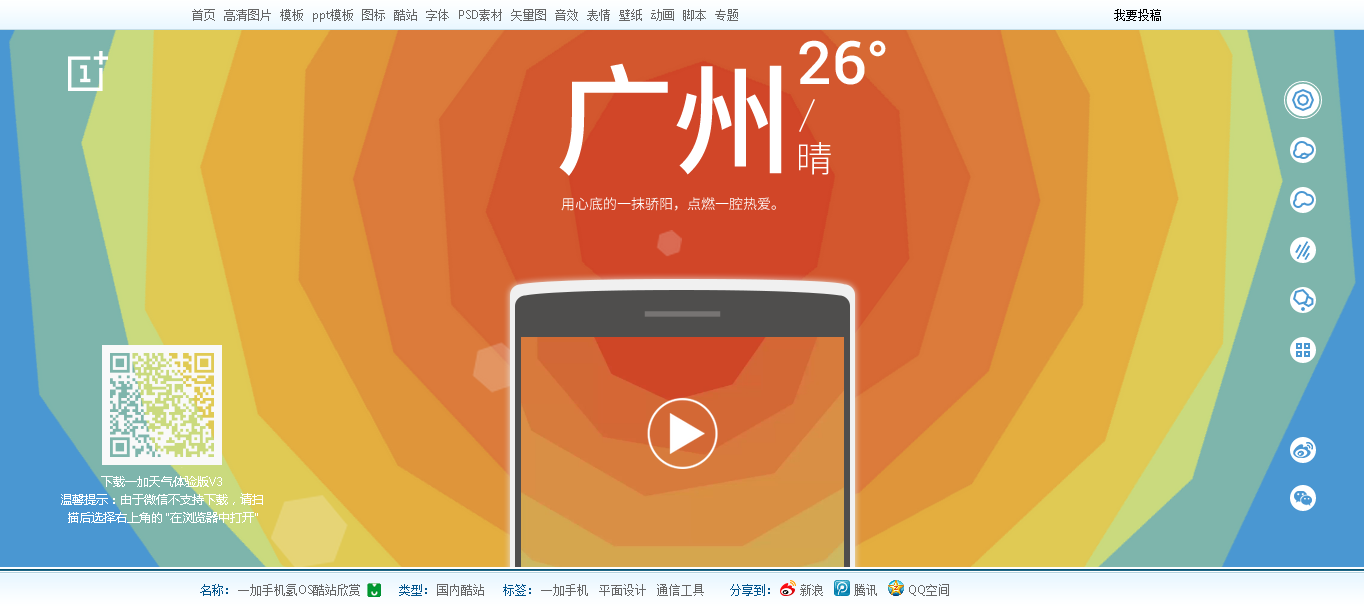 首页 高清图片 模板 ppt模板 图标 酷站 字体 PSD素材 矢量图 音效 表情 壁纸 动画 脚本 专题 我要投稿
1+
广州 26°/晴
用心底的一抹骄阳，点燃一腔热爱。
下载一加天气体验版V3
温馨提示：由于微信不支持下载，请扫
描后选择右上角的 "在浏览器中打开"
名称： 一加手机氢OS酷站欣赏 类型： 国内酷站 标签： 一加手机 平面设计 通信工具 分享到： 新浪 腾讯 QQ空间